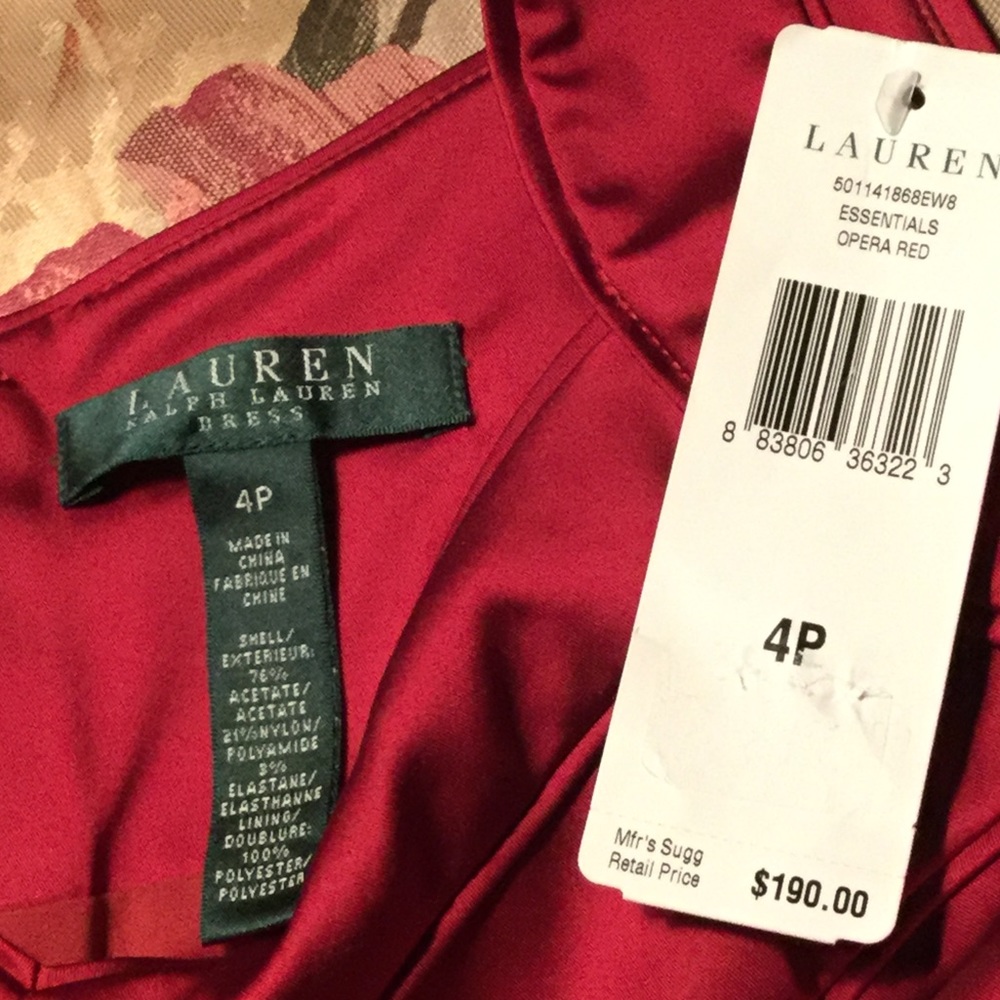 LAUREN
RALPH LAUREN
DRESS
4P
MADE IN
CHINA
FABRIQUE EN
CHINE
SHELL/
EXTERIEUR:
76%
ACETATE/
ACETATE
21%NYLON/
POLYAMIDE
3%
ELASTANE/
ELASTHANNE
LINING/
DOUBLURE:
100%
POLYESTER/
POLYESTER
LAUREN
501141868EW8
ESSENTIALS
OPERA RED
8 83806 36322 3
4P
Mfr's Sugg
Retail Price
$190.00